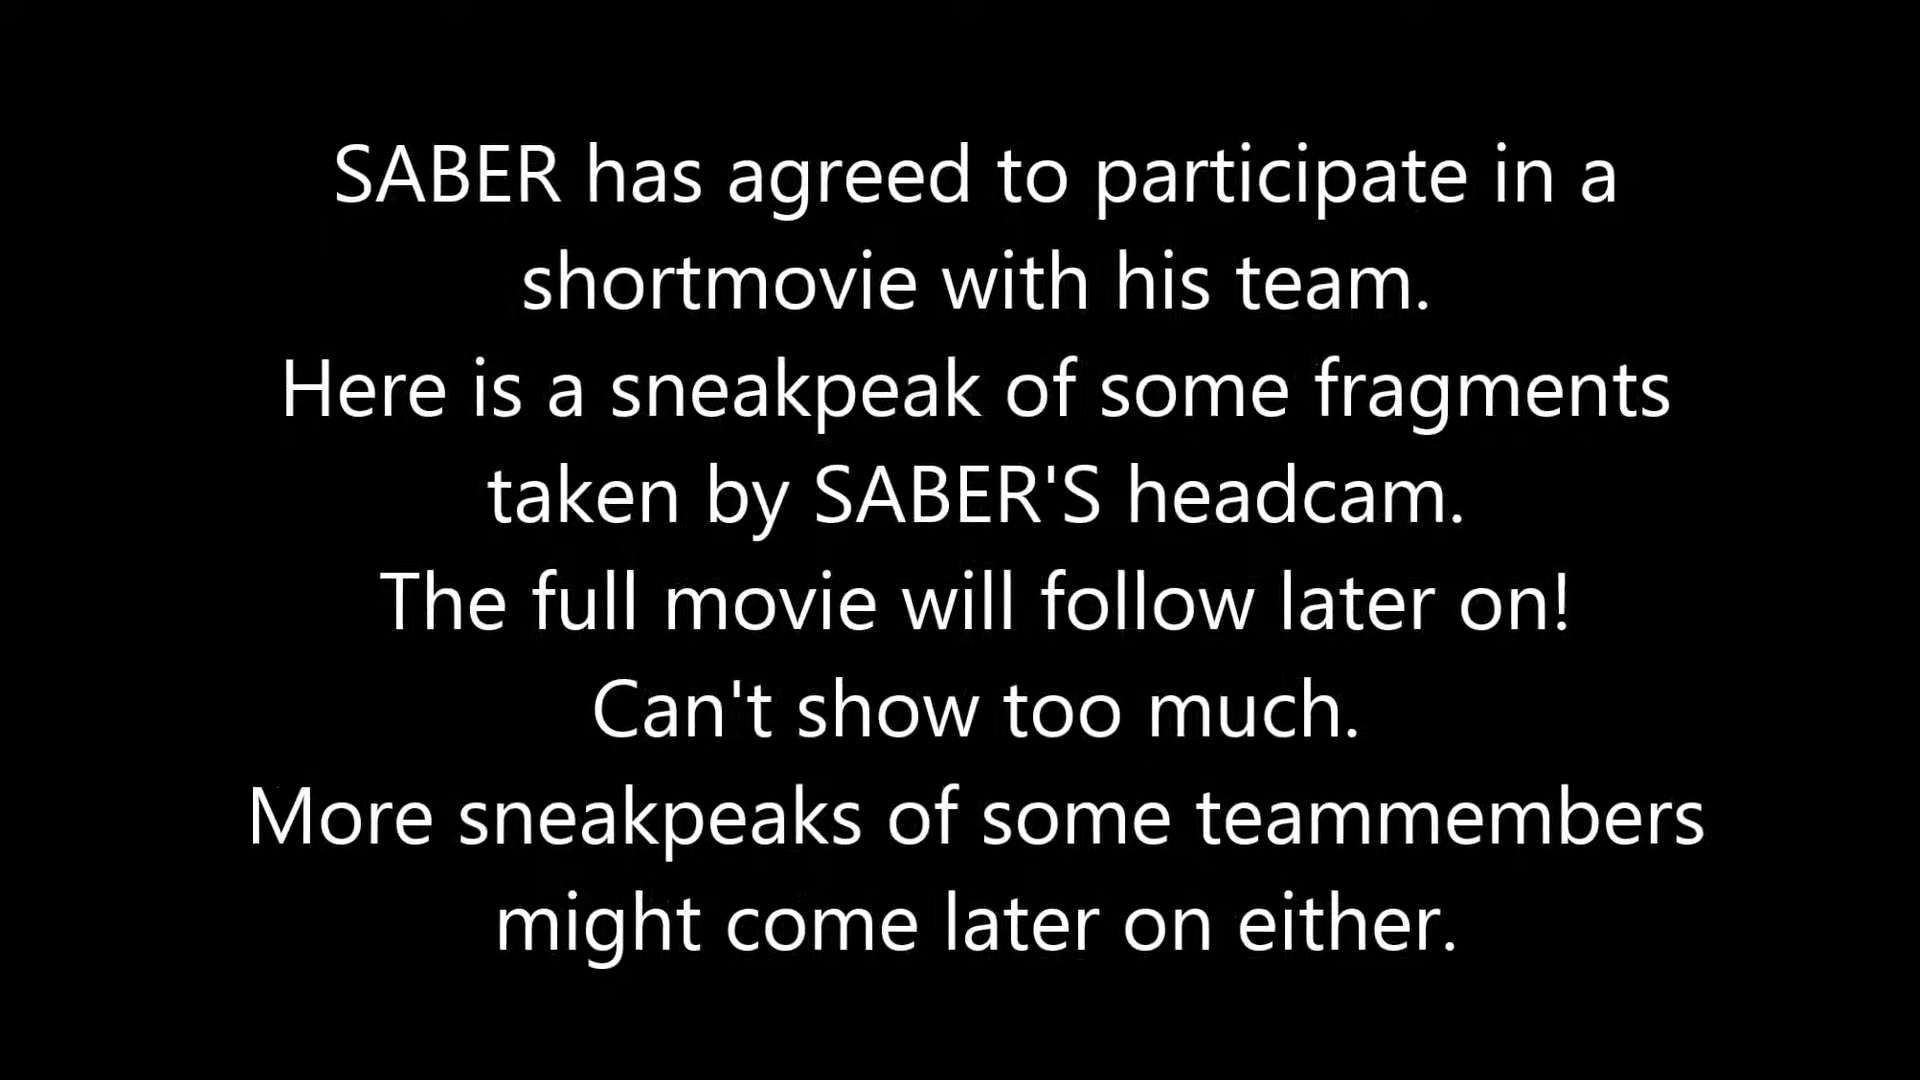 SABER has agreed to participate in a
shortmovie with his team.
Here is a sneakpeak of some fragments
taken by SABER'S headcam.
The full movie will follow later on!
Can't show too much.
More sneakpeaks of some teammembers
might come later on either.